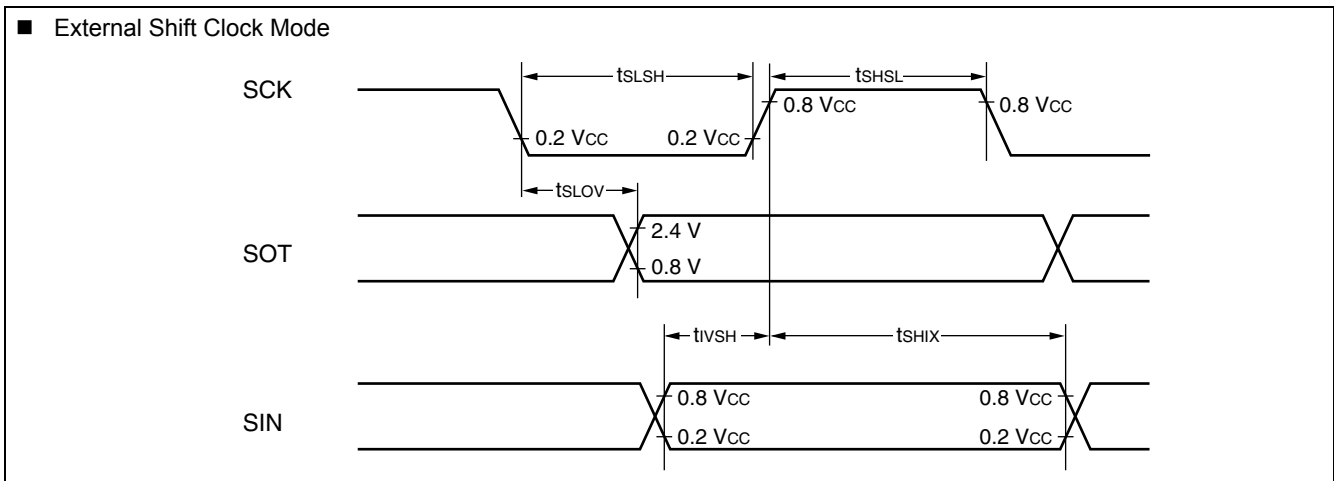 ■ External Shift Clock Mode
tSLSH
tSHSL
SCK
0.8 VCC
0.8 VCC
0.2 VCC
0.2 VCC
tSLOV
2.4 V
SOT
0.8 V
tIVSH
tSHIX
0.8 VCC
0.8 VCC
SIN
0.2 VCC
0.2 VCC